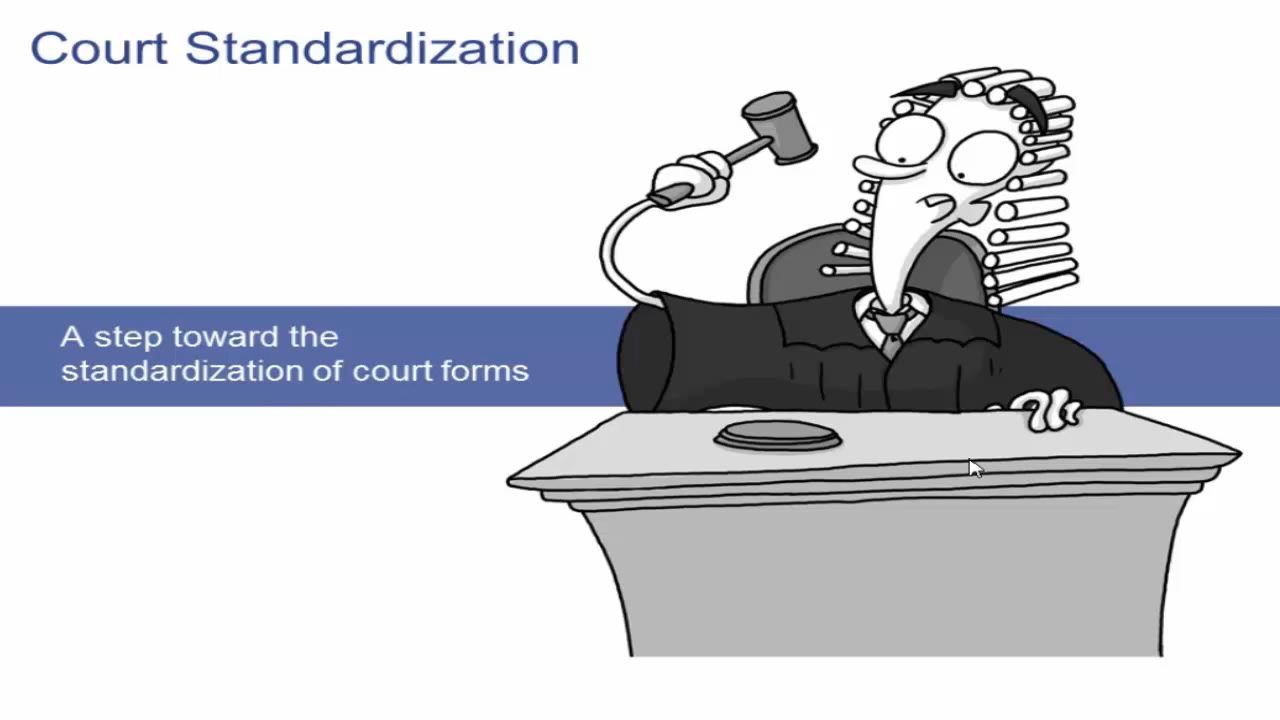 Court Standardization
A step toward the
standardization of court forms